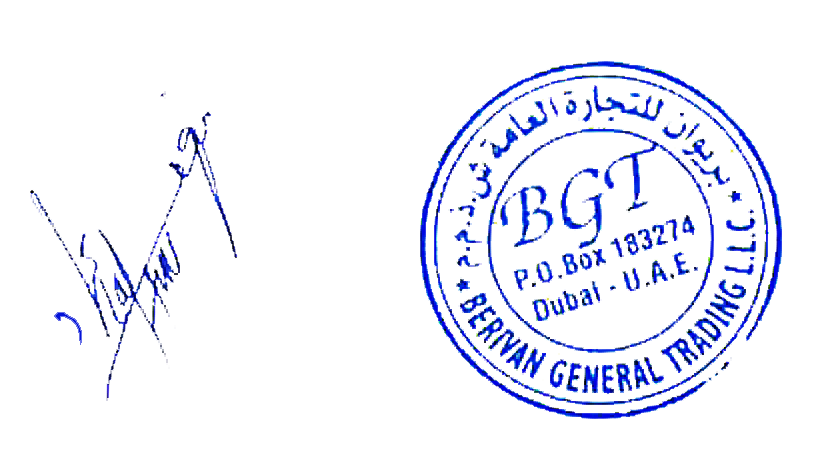 بريوان للتجارة العامة ش.ذ.م.م
BGT
P.O.Box 183274
Dubai - U.A.E.
* BERIVAN GENERAL TRADING L.L.C. *